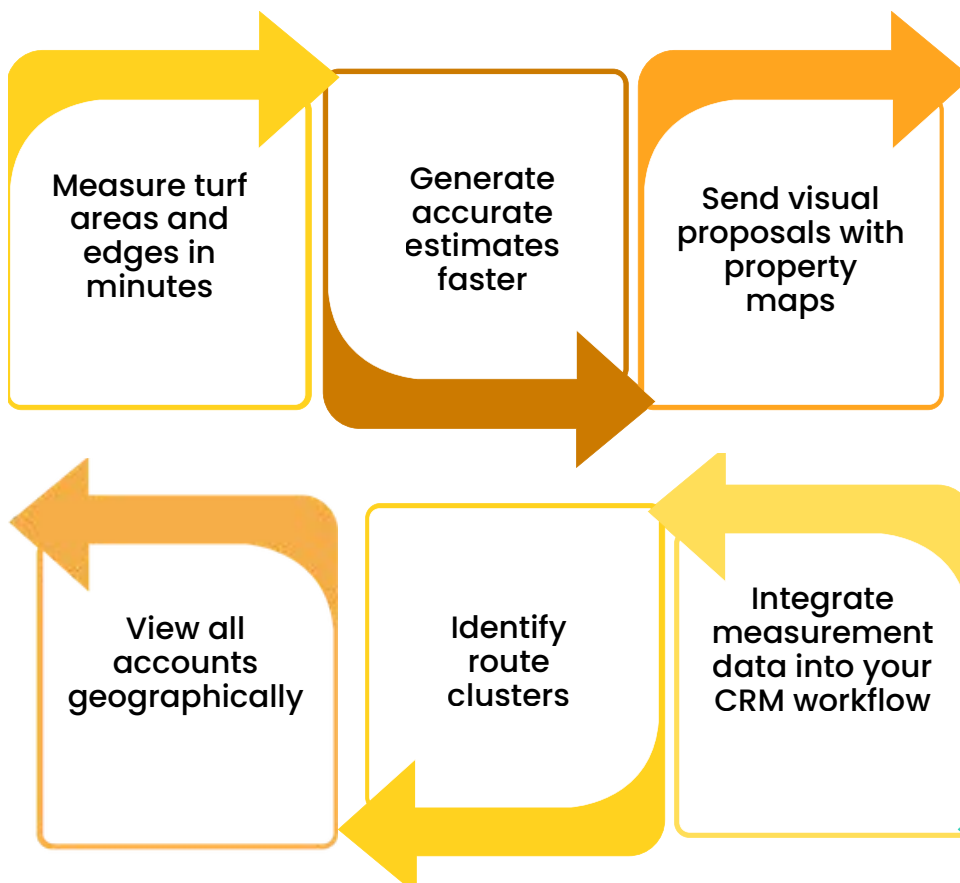 Measure turf
areas and
edges in
minutes
Generate
accurate
estimates
faster
Send visual
proposals with
property
maps
View all
accounts
geographically
Identify
route
clusters
Integrate
measurement
data into your
CRM workflow